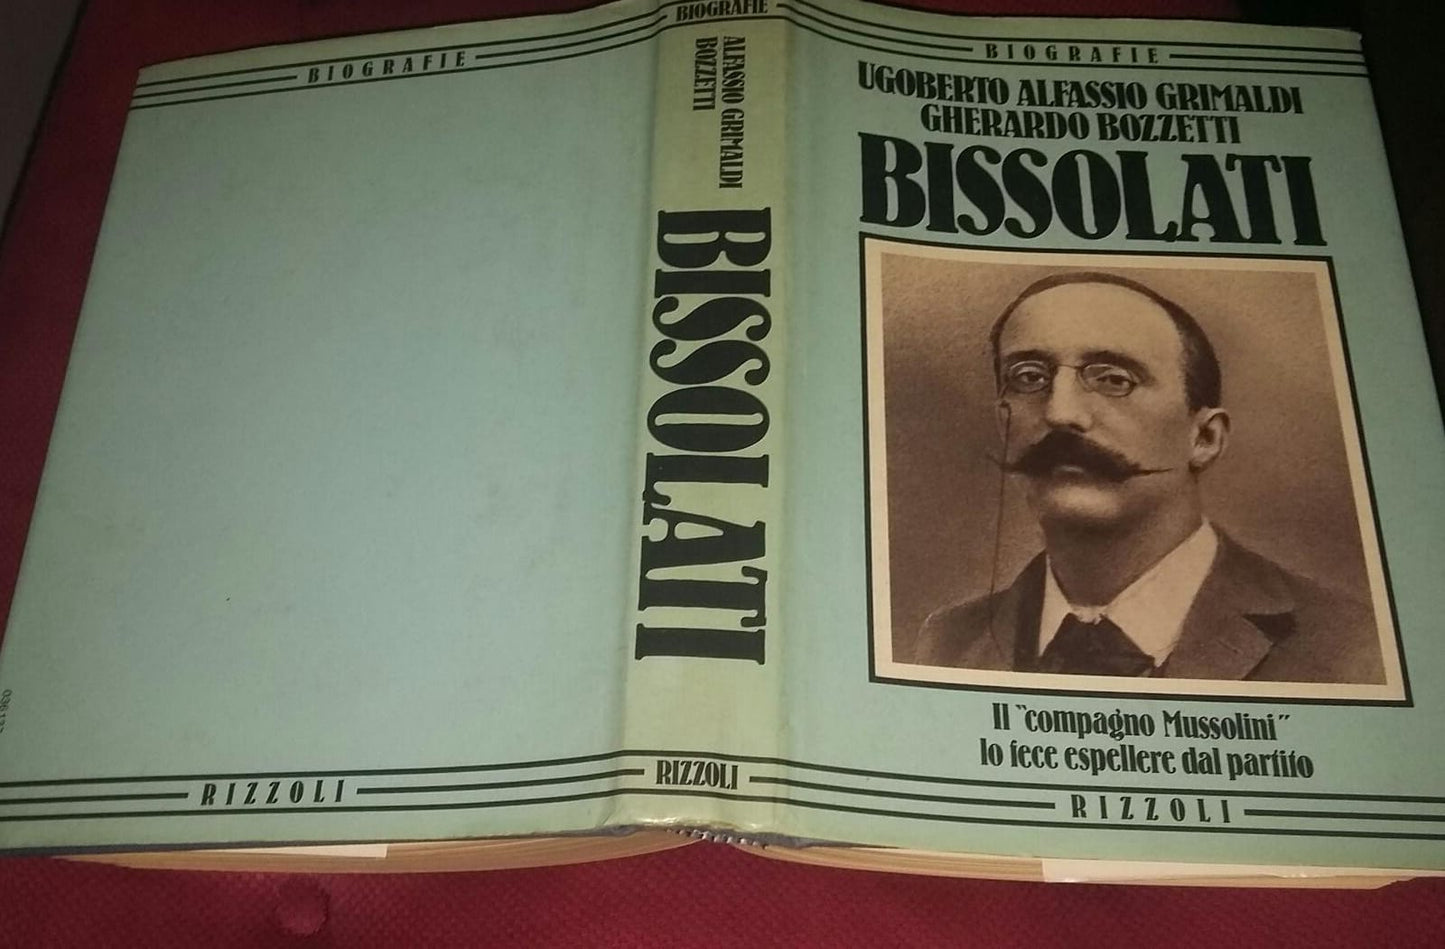 BIOGRAFIE
RIZZOLI
BIOGRAFIE
ALFASSIO GRIMALDI
BOZZETTI
BISSOLATI
RIZZOLI
BIOGRAFIE
UGOBERTO ALFASSIO GRIMALDI
GHERARDO BOZZETTI
BISSOLATI
Il "compagno Mussolini"
lo fece espellere dal partito
RIZZOLI